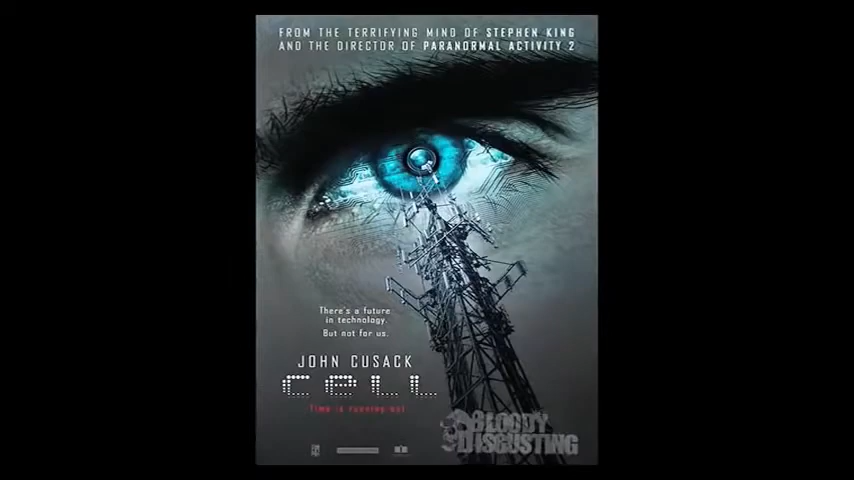 FROM THE TERRIFYING MIND OF STEPHEN KING
AND THE DIRECTOR OF PARANORMAL ACTIVITY 2
There's a future
in technology.
But not for us.
JOHN CUSACK
CELL
Time is running out
BLOODY
DISGUSTING